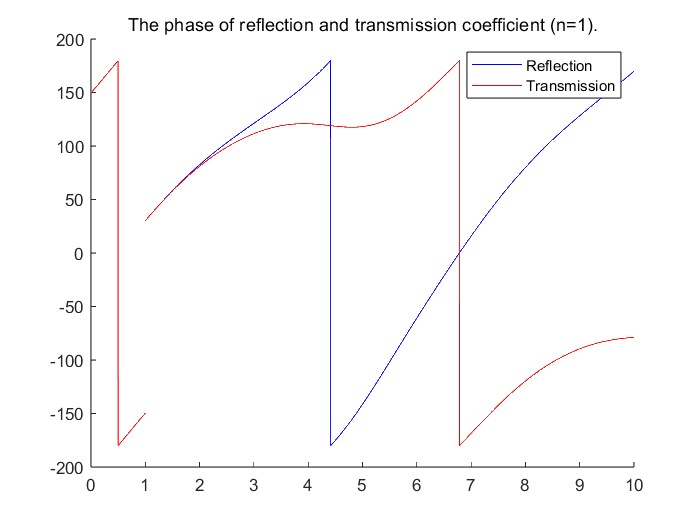 The phase of reflection and transmission coefficient (n=1).
Reflection
Transmission
200
150
100
50
0
-50
-100
-150
-200
0 1 2 3 4 5 6 7 8 9 10